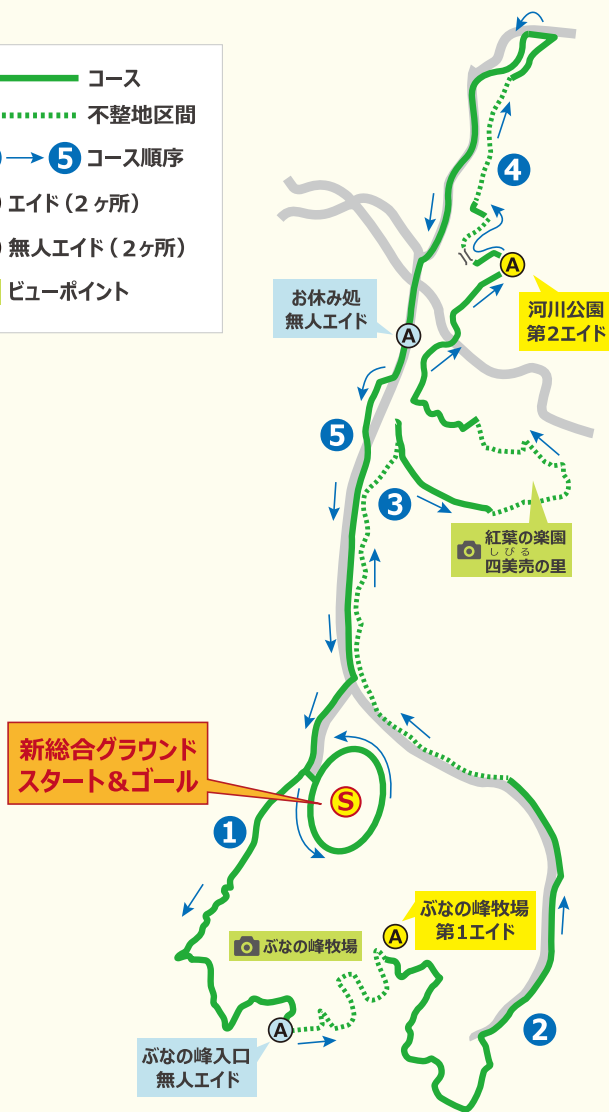 コース
不整地区間
5 コース順序
エイド(2ヶ所)
無人エイド(2ヶ所)
ビューポイント
4
A
河川公園
第2エイド
お休み処
無人エイド
A
5
3
紅葉の楽園
しびる
四美売の里
新総合グラウンド
スタート&ゴール
S
1
ぶなの峰牧場
第1エイド
A
ぶなの峰牧場
A
2
ぶなの峰入口
無人エイド